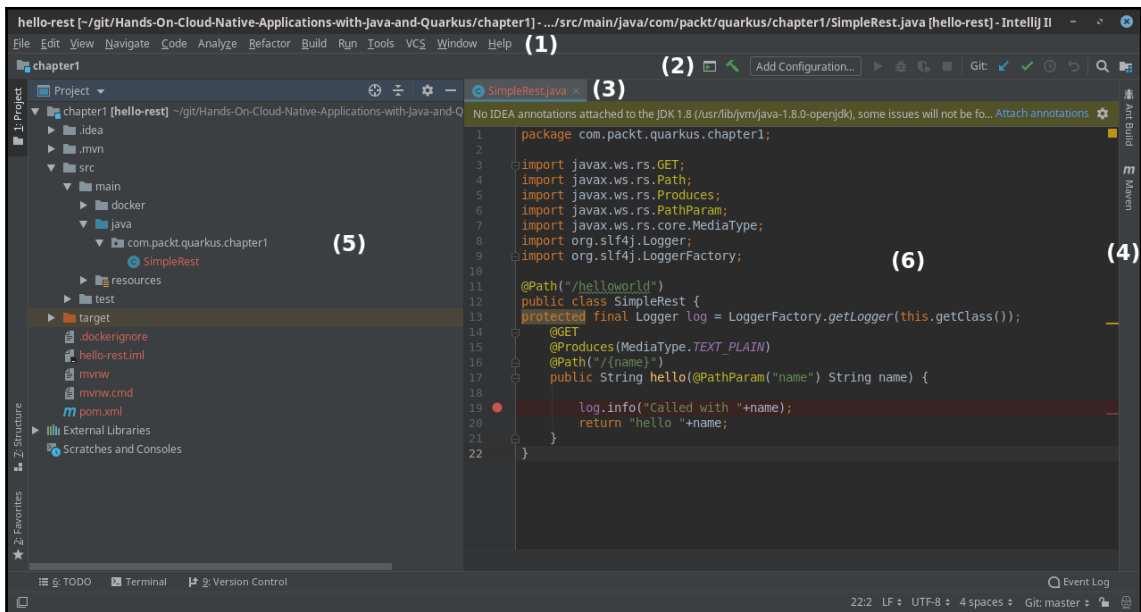 hello-rest [~/git/Hands-On-Cloud-Native-Applications-with-Java-and-Quarkus/chapter1] - .../src/main/java/com/packt/quarkus/chapter1/SimpleRest.java [hello-rest] - IntelliJ II
File Edit View Navigate Code Analyze Refactor Build Run Tools VCS Window Help (1)
chapter1 (2) Add Configuration... Git:
1: Project
Project
SimpleRest.java × (3)
chapter1 [hello-rest] ~/git/Hands-On-Cloud-Native-Applications-with-Java-and-Q
No IDEA annotations attached to the JDK 1.8 (/usr/lib/jvm/java-1.8.0-openjdk), some issues will not be fo... Attach annotations
.idea
.mvn
src
main
docker
java
com.packt.quarkus.chapter1
(5)
SimpleRest
resources
test
target
.dockerignore
hello-rest.iml
mvnw
mvnw.cmd
pom.xml
External Libraries
Scratches and Consoles
1 package com.packt.quarkus.chapter1;
2
3 import javax.ws.rs.GET;
4 import javax.ws.rs.Path;
5 import javax.ws.rs.Produces;
6 import javax.ws.rs.PathParam;
7 import javax.ws.rs.core.MediaType;
8 import org.slf4j.Logger;
9 import org.slf4j.LoggerFactory;
(6)
10
11 @Path("/helloworld")
12 public class SimpleRest {
13 protected final Logger log = LoggerFactory.getLogger(this.getClass());
14 @GET
15 @Produces(MediaType.TEXT_PLAIN)
16 @Path("/{name}")
17 public String hello(@PathParam("name") String name) {
18
19 log.info("Called with "+name);
20 return "hello "+name;
21 }
22 }
Ant Build
m Maven
(4)
7: Structure
2: Favorites
6: TODO Terminal 9: Version Control Event Log
22:2 LF UTF-8 4 spaces Git: master